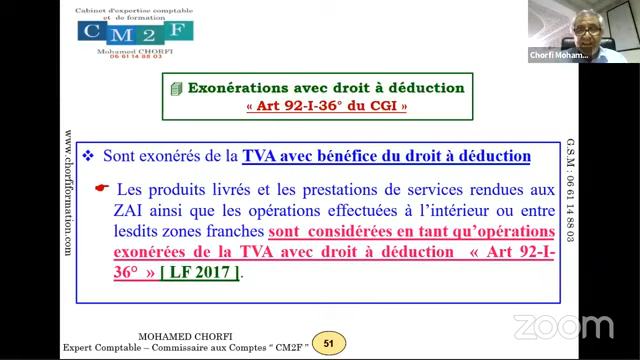 Cabinet d'expertise comptable
et de formation
C M 2 F
Mohamed CHORFI
06 61 14 88 03
Chorfi Moham...
Exonérations avec droit à déduction
« Art 92-I-36° du CGI »
www.chorfiformation.com
G.S.M : 06 61 14 88 03
Sont exonérés de la TVA avec bénéfice du droit à déduction
Les produits livrés et les prestations de services rendues aux
ZAI ainsi que les opérations effectuées à l'intérieur ou entre
lesdits zones franches sont considérées en tant qu'opérations
exonérées de la TVA avec droit à déduction « Art 92-I-
36° » [ LF 2017 ].
MOHAMED CHORFI
Expert Comptable – Commissaire aux Comptes " CM2F "
51
zoom